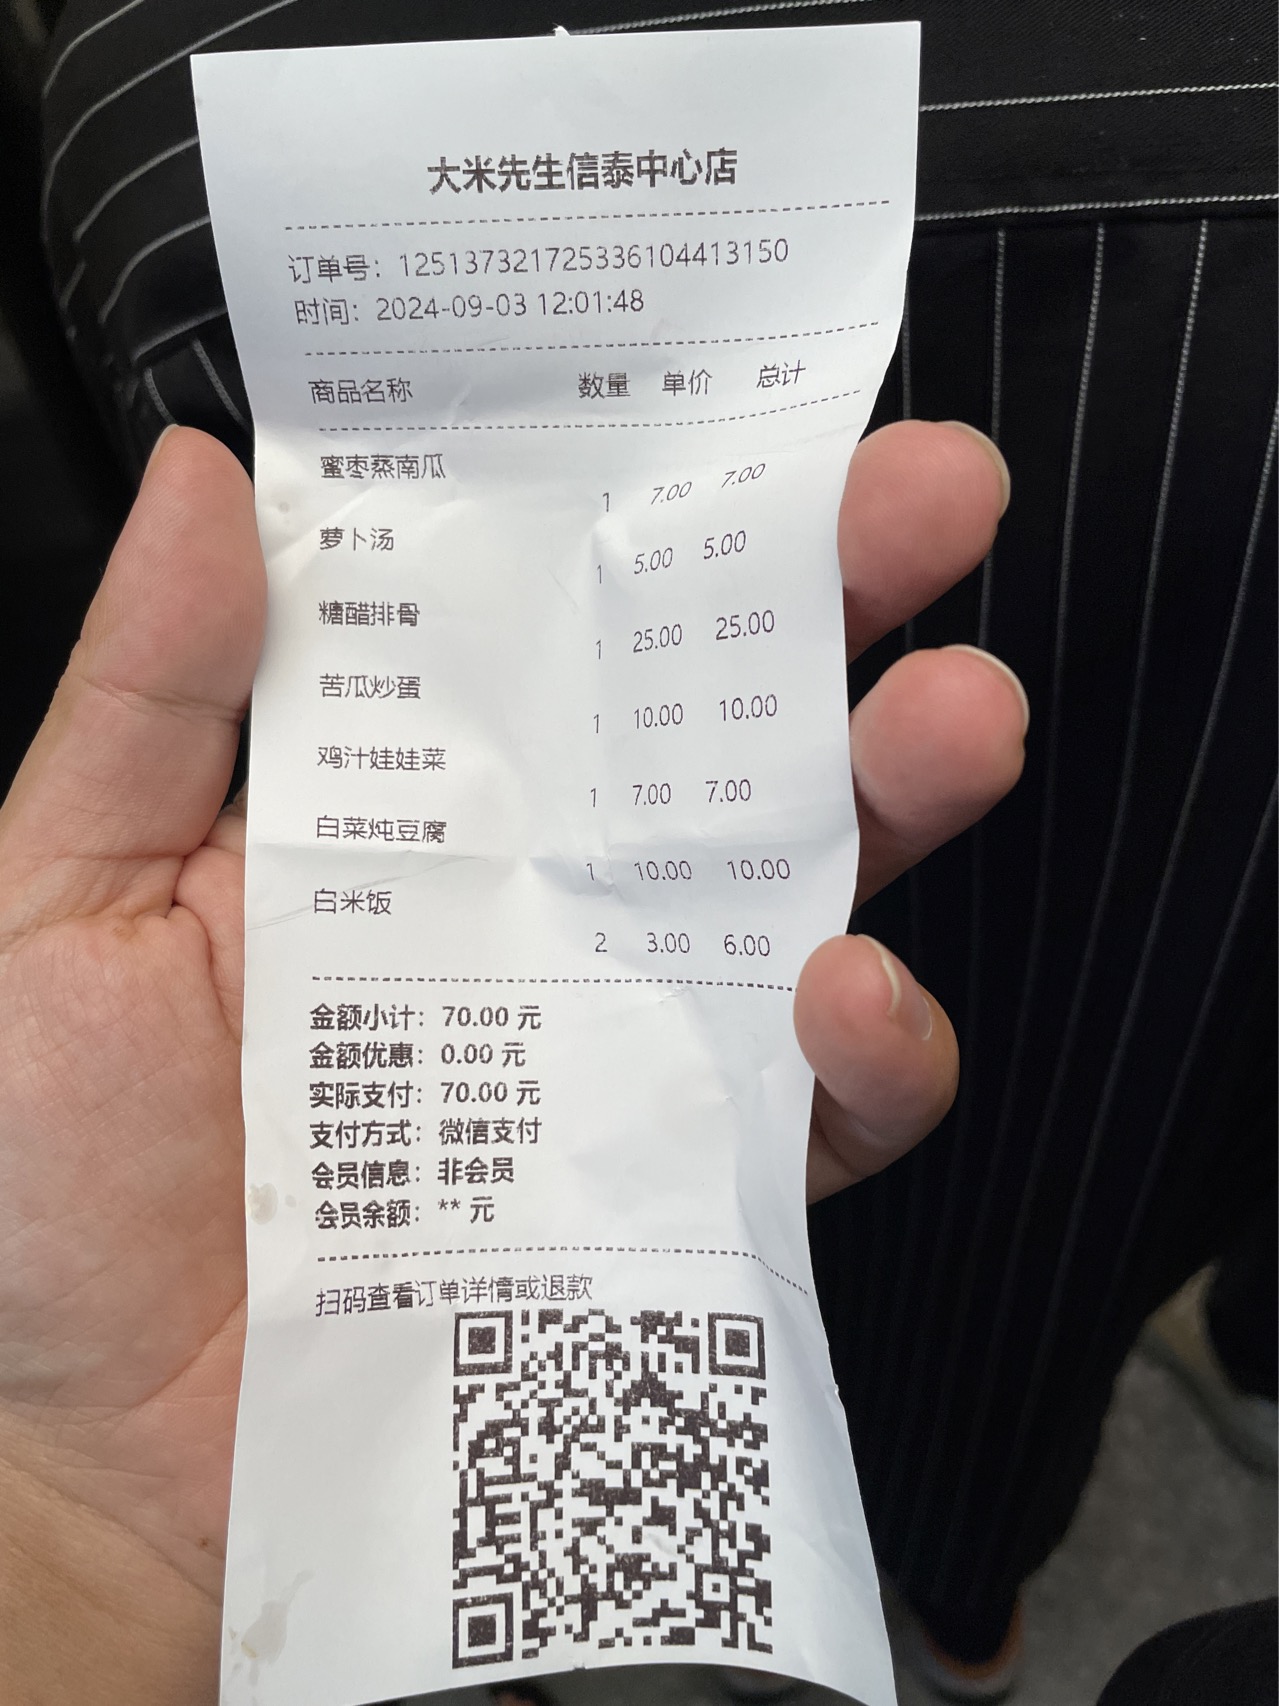 大米先生信泰中心店
订单号：12513732172533610441315​0
时间：2024-09-03 12:01:48
商品名称 数量 单价 总计
蜜枣蒸南瓜
1 7.00 7.00
萝卜汤
1 5.00 5.00
糖醋排骨
1 25.00 25.00
苦瓜炒蛋
1 10.00 10.00
鸡汁娃娃菜
1 7.00 7.00
白菜炖豆腐
1 10.00 10.00
白米饭
2 3.00 6.00
金额小计：70.00 元
金额优惠：0.00 元
实际支付：70.00 元
支付方式：微信支付
会员信息：非会员
会员余额：** 元
扫码查看订单详情或退款